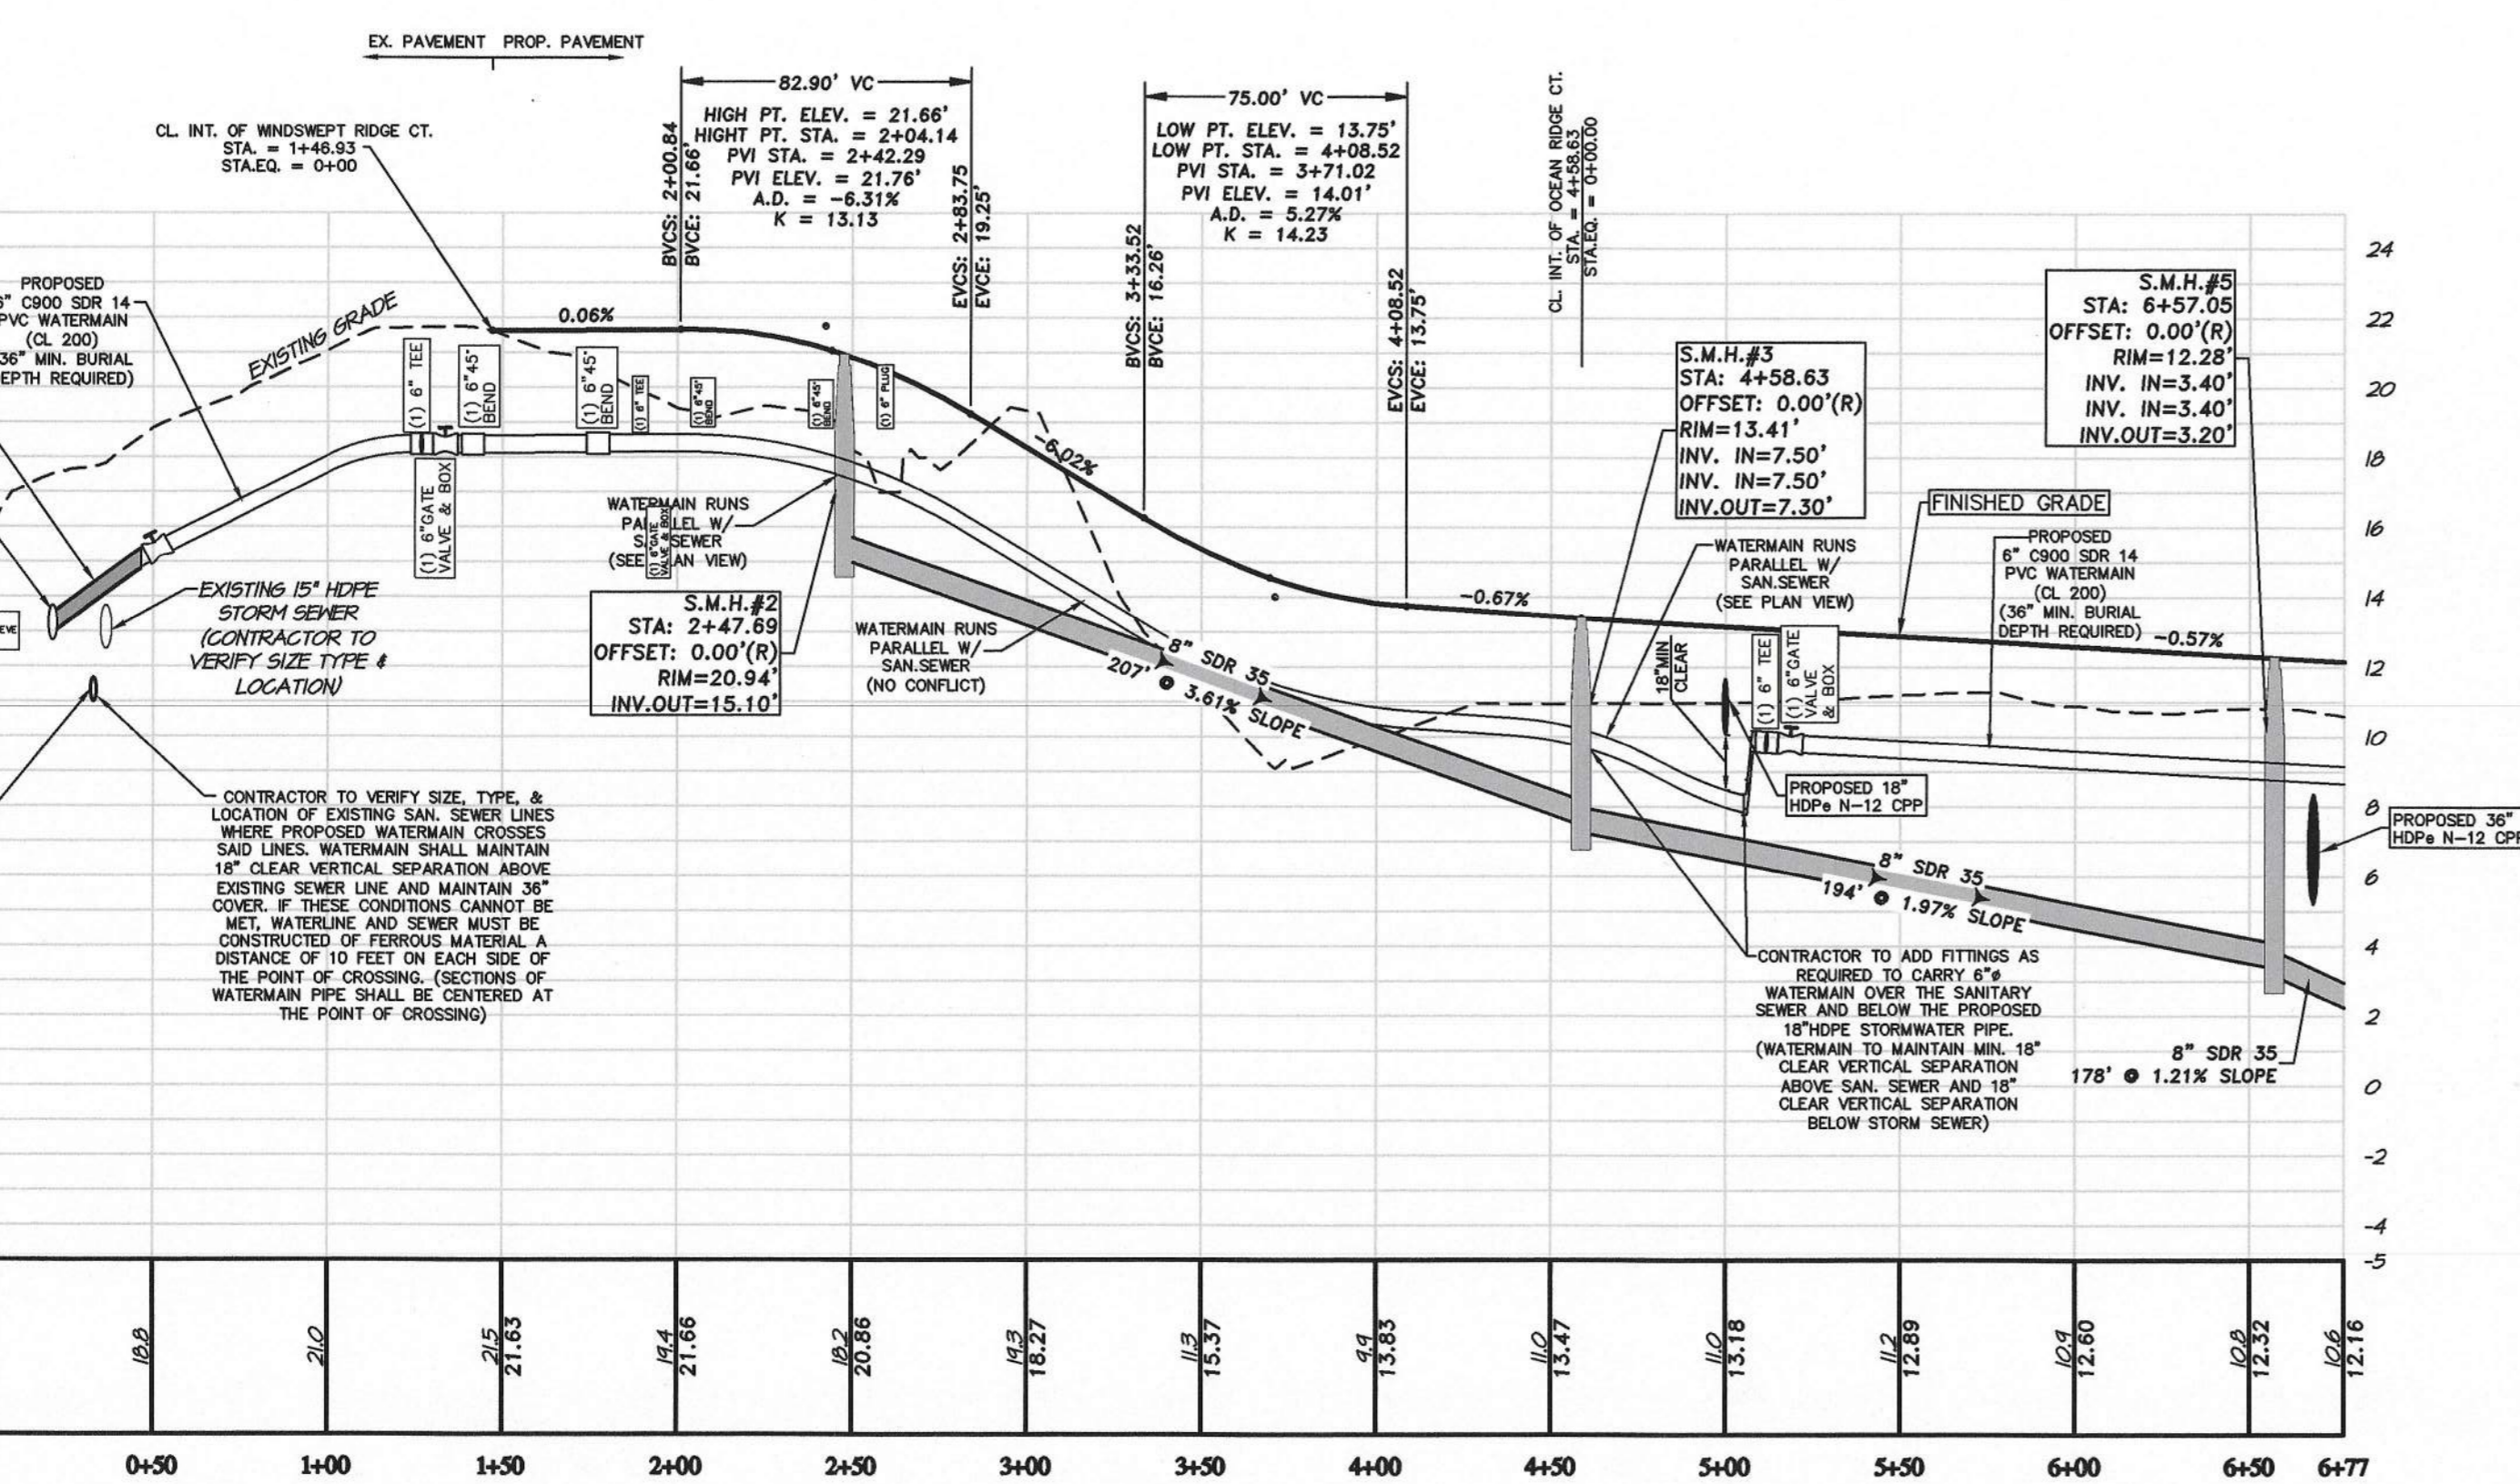 EX. PAVEMENT PROP. PAVEMENT
CL. INT. OF WINDSWEPT RIDGE CT.
STA. = 1+46.93
STA.EQ. = 0+00
82.90' VC
HIGH PT. ELEV. = 21.66'
HIGHT PT. STA. = 2+04.14
PVI STA. = 2+42.29
PVI ELEV. = 21.76'
A.D. = -6.31%
K = 13.13
BVCS: 2+00.84
BVCE: 21.66'
EVCS: 2+83.75
EVCE: 19.25'
75.00' VC
LOW PT. ELEV. = 13.75'
LOW PT. STA. = 4+08.52
PVI STA. = 3+71.02
PVI ELEV. = 14.01'
A.D. = 5.27%
K = 14.23
BVCS: 3+33.52
BVCE: 16.26'
EVCS: 4+08.52
EVCE: 13.75'
CL. INT. OF OCEAN RIDGE CT.
STA. = 4+58.63
STA.EQ. = 0+00.00
PROPOSED
6" C900 SDR 14
PVC WATERMAIN
(CL 200)
36" MIN. BURIAL
EPTH REQUIRED)
EXISTING GRADE
0.06%
-6.02%
-0.67%
-0.57%
(1) 6" TEE
(1) 6"45°
BEND
(1) 6"45°
BEND
(1) 6" TEE
(1) 6"45°
BEND
(1) 6"45°
BEND
(1) 6" PLUG
(1) 6"GATE
VALVE & BOX
(1) 6"GATE
VALVE & BOX
WATERMAIN RUNS
PARALLEL W/
SAN.SEWER
(SEE PLAN VIEW)
EXISTING 15" HDPE
STORM SEWER
(CONTRACTOR TO
VERIFY SIZE TYPE &
LOCATION)
EVE
S.M.H.#2
STA: 2+47.69
OFFSET: 0.00'(R)
RIM=20.94'
INV.OUT=15.10'
WATERMAIN RUNS
PARALLEL W/
SAN.SEWER
(NO CONFLICT)
8" SDR 35
207' @ 3.61% SLOPE
S.M.H.#3
STA: 4+58.63
OFFSET: 0.00'(R)
RIM=13.41'
INV. IN=7.50'
INV. IN=7.50'
INV.OUT=7.30'
S.M.H.#5
STA: 6+57.05
OFFSET: 0.00'(R)
RIM=12.28'
INV. IN=3.40'
INV. IN=3.40'
INV.OUT=3.20'
FINISHED GRADE
WATERMAIN RUNS
PARALLEL W/
SAN.SEWER
(SEE PLAN VIEW)
PROPOSED
6" C900 SDR 14
PVC WATERMAIN
(CL 200)
(36" MIN. BURIAL
DEPTH REQUIRED)
18"MIN
CLEAR
(1) 6" TEE
(1) 6"GATE
VALVE
& BOX
PROPOSED 18"
HDPe N-12 CPP
PROPOSED 36"
HDPe N-12 CPP
8" SDR 35
194' @ 1.97% SLOPE
8" SDR 35
178' @ 1.21% SLOPE
CONTRACTOR TO VERIFY SIZE, TYPE, &
LOCATION OF EXISTING SAN. SEWER LINES
WHERE PROPOSED WATERMAIN CROSSES
SAID LINES. WATERMAIN SHALL MAINTAIN
18" CLEAR VERTICAL SEPARATION ABOVE
EXISTING SEWER LINE AND MAINTAIN 36"
COVER. IF THESE CONDITIONS CANNOT BE
MET, WATERLINE AND SEWER MUST BE
CONSTRUCTED OF FERROUS MATERIAL A
DISTANCE OF 10 FEET ON EACH SIDE OF
THE POINT OF CROSSING. (SECTIONS OF
WATERMAIN PIPE SHALL BE CENTERED AT
THE POINT OF CROSSING)
CONTRACTOR TO ADD FITTINGS AS
REQUIRED TO CARRY 6"ø
WATERMAIN OVER THE SANITARY
SEWER AND BELOW THE PROPOSED
18"HDPE STORMWATER PIPE.
(WATERMAIN TO MAINTAIN MIN. 18"
CLEAR VERTICAL SEPARATION
ABOVE SAN. SEWER AND 18"
CLEAR VERTICAL SEPARATION
BELOW STORM SEWER)
24
22
20
18
16
14
12
10
8
6
4
2
0
-2
-4
-5
18.8
21.0
21.5
21.63
19.4
21.66
18.2
20.86
19.3
18.27
11.3
15.37
9.9
13.83
11.0
13.47
11.0
13.18
11.2
12.89
10.9
12.60
10.8
12.32
10.6
12.16
0+50 1+00 1+50 2+00 2+50 3+00 3+50 4+00 4+50 5+00 5+50 6+00 6+50 6+77